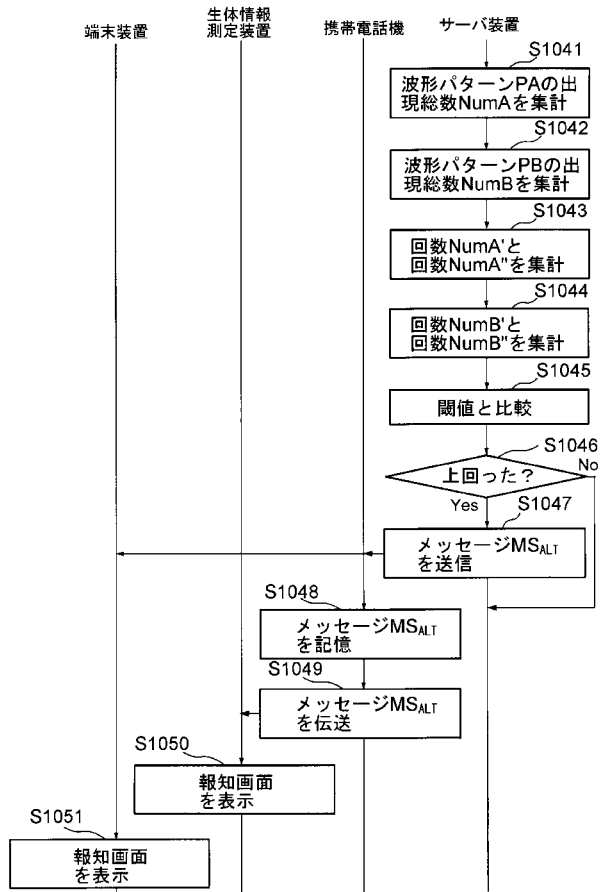 端末装置
生体情報
測定装置
携帯電話機
サーバ装置
S1041
波形パターンPAの出
現総数NumAを集計
S1042
波形パターンPBの出
現総数NumBを集計
S1043
回数NumA'と
回数NumA"を集計
S1044
回数NumB'と
回数NumB"を集計
S1045
閾値と比較
S1046
上回った？
No
Yes
S1047
メッセージMSALT
を送信
S1048
メッセージMSALT
を記憶
S1049
メッセージMSALT
を伝送
S1050
報知画面
を表示
S1051
報知画面
を表示